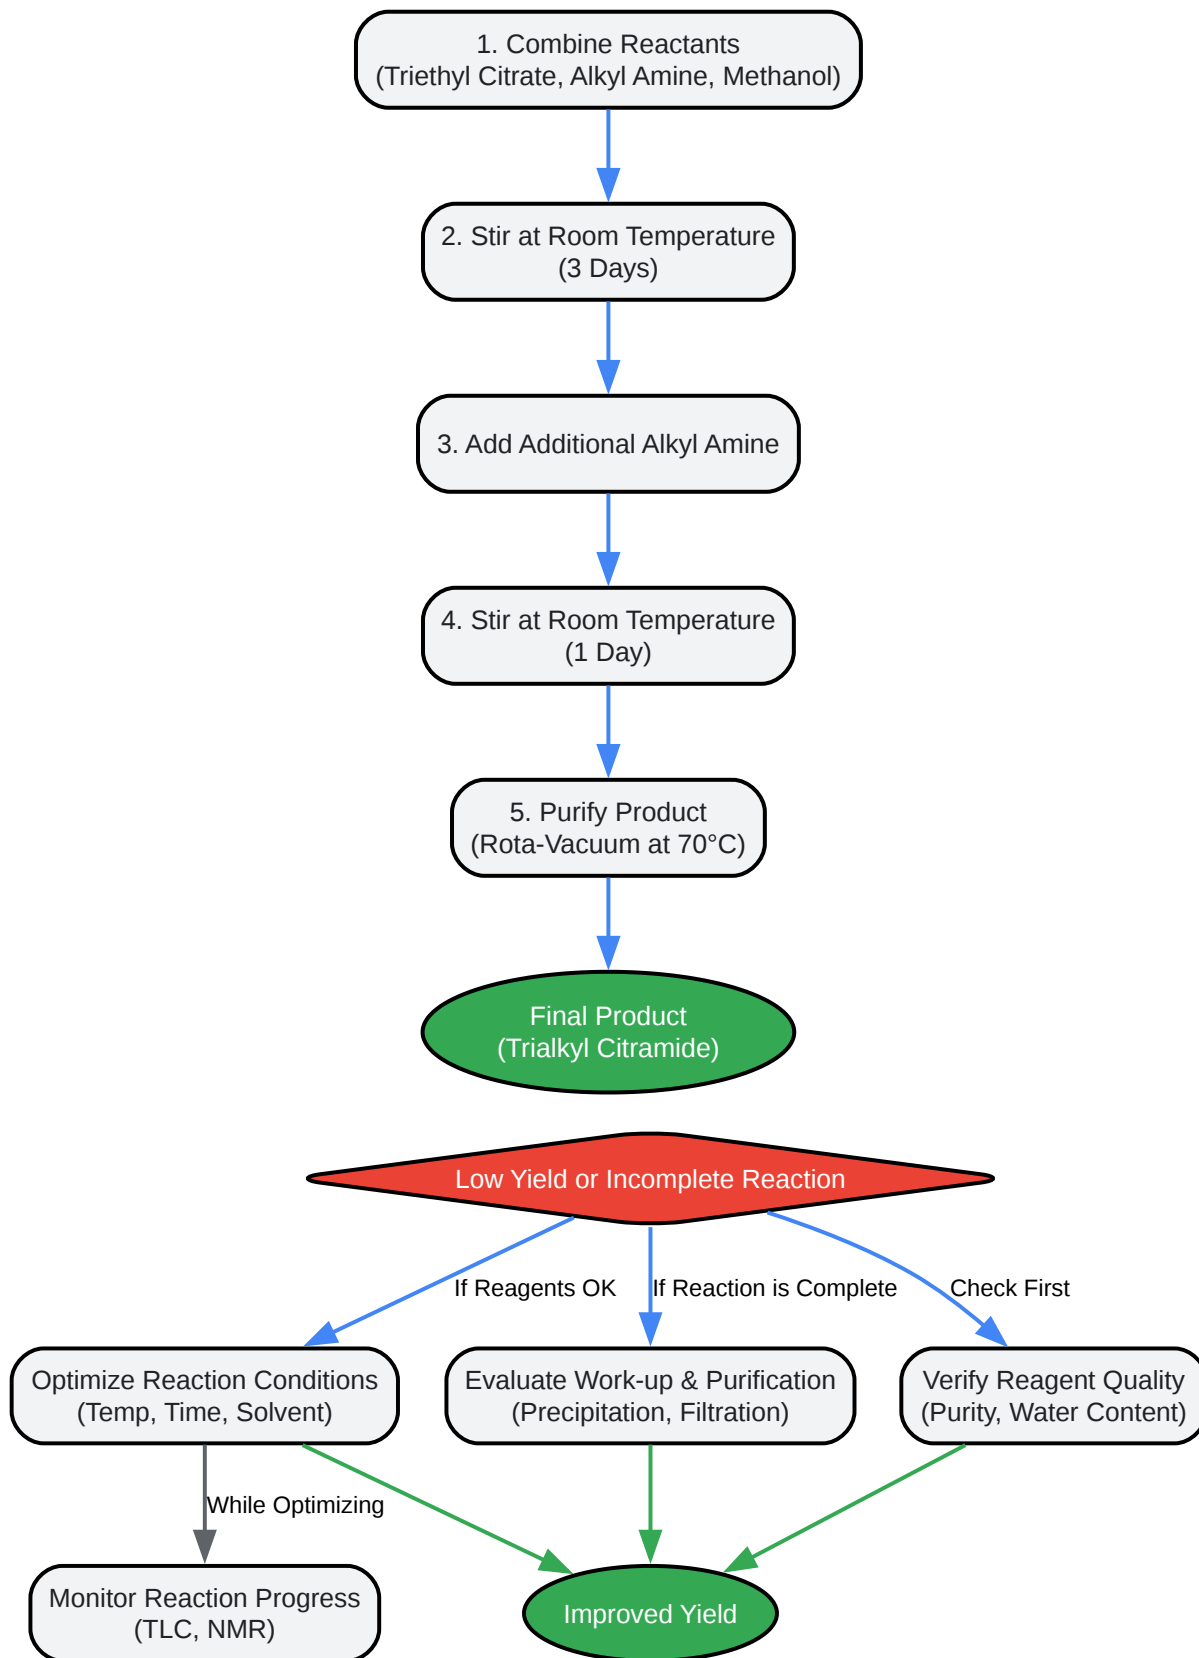 1. Combine Reactants
(Triethyl Citrate, Alkyl Amine, Methanol)
2. Stir at Room Temperature
(3 Days)
3. Add Additional Alkyl Amine
4. Stir at Room Temperature
(1 Day)
5. Purify Product
(Rota-Vacuum at 70°C)
Final Product
(Trialkyl Citramide)
Low Yield or Incomplete Reaction
If Reagents OK
If Reaction is Complete
Check First
Optimize Reaction Conditions
(Temp, Time, Solvent)
Evaluate Work-up & Purification
(Precipitation, Filtration)
Verify Reagent Quality
(Purity, Water Content)
While Optimizing
Monitor Reaction Progress
(TLC, NMR)
Improved Yield